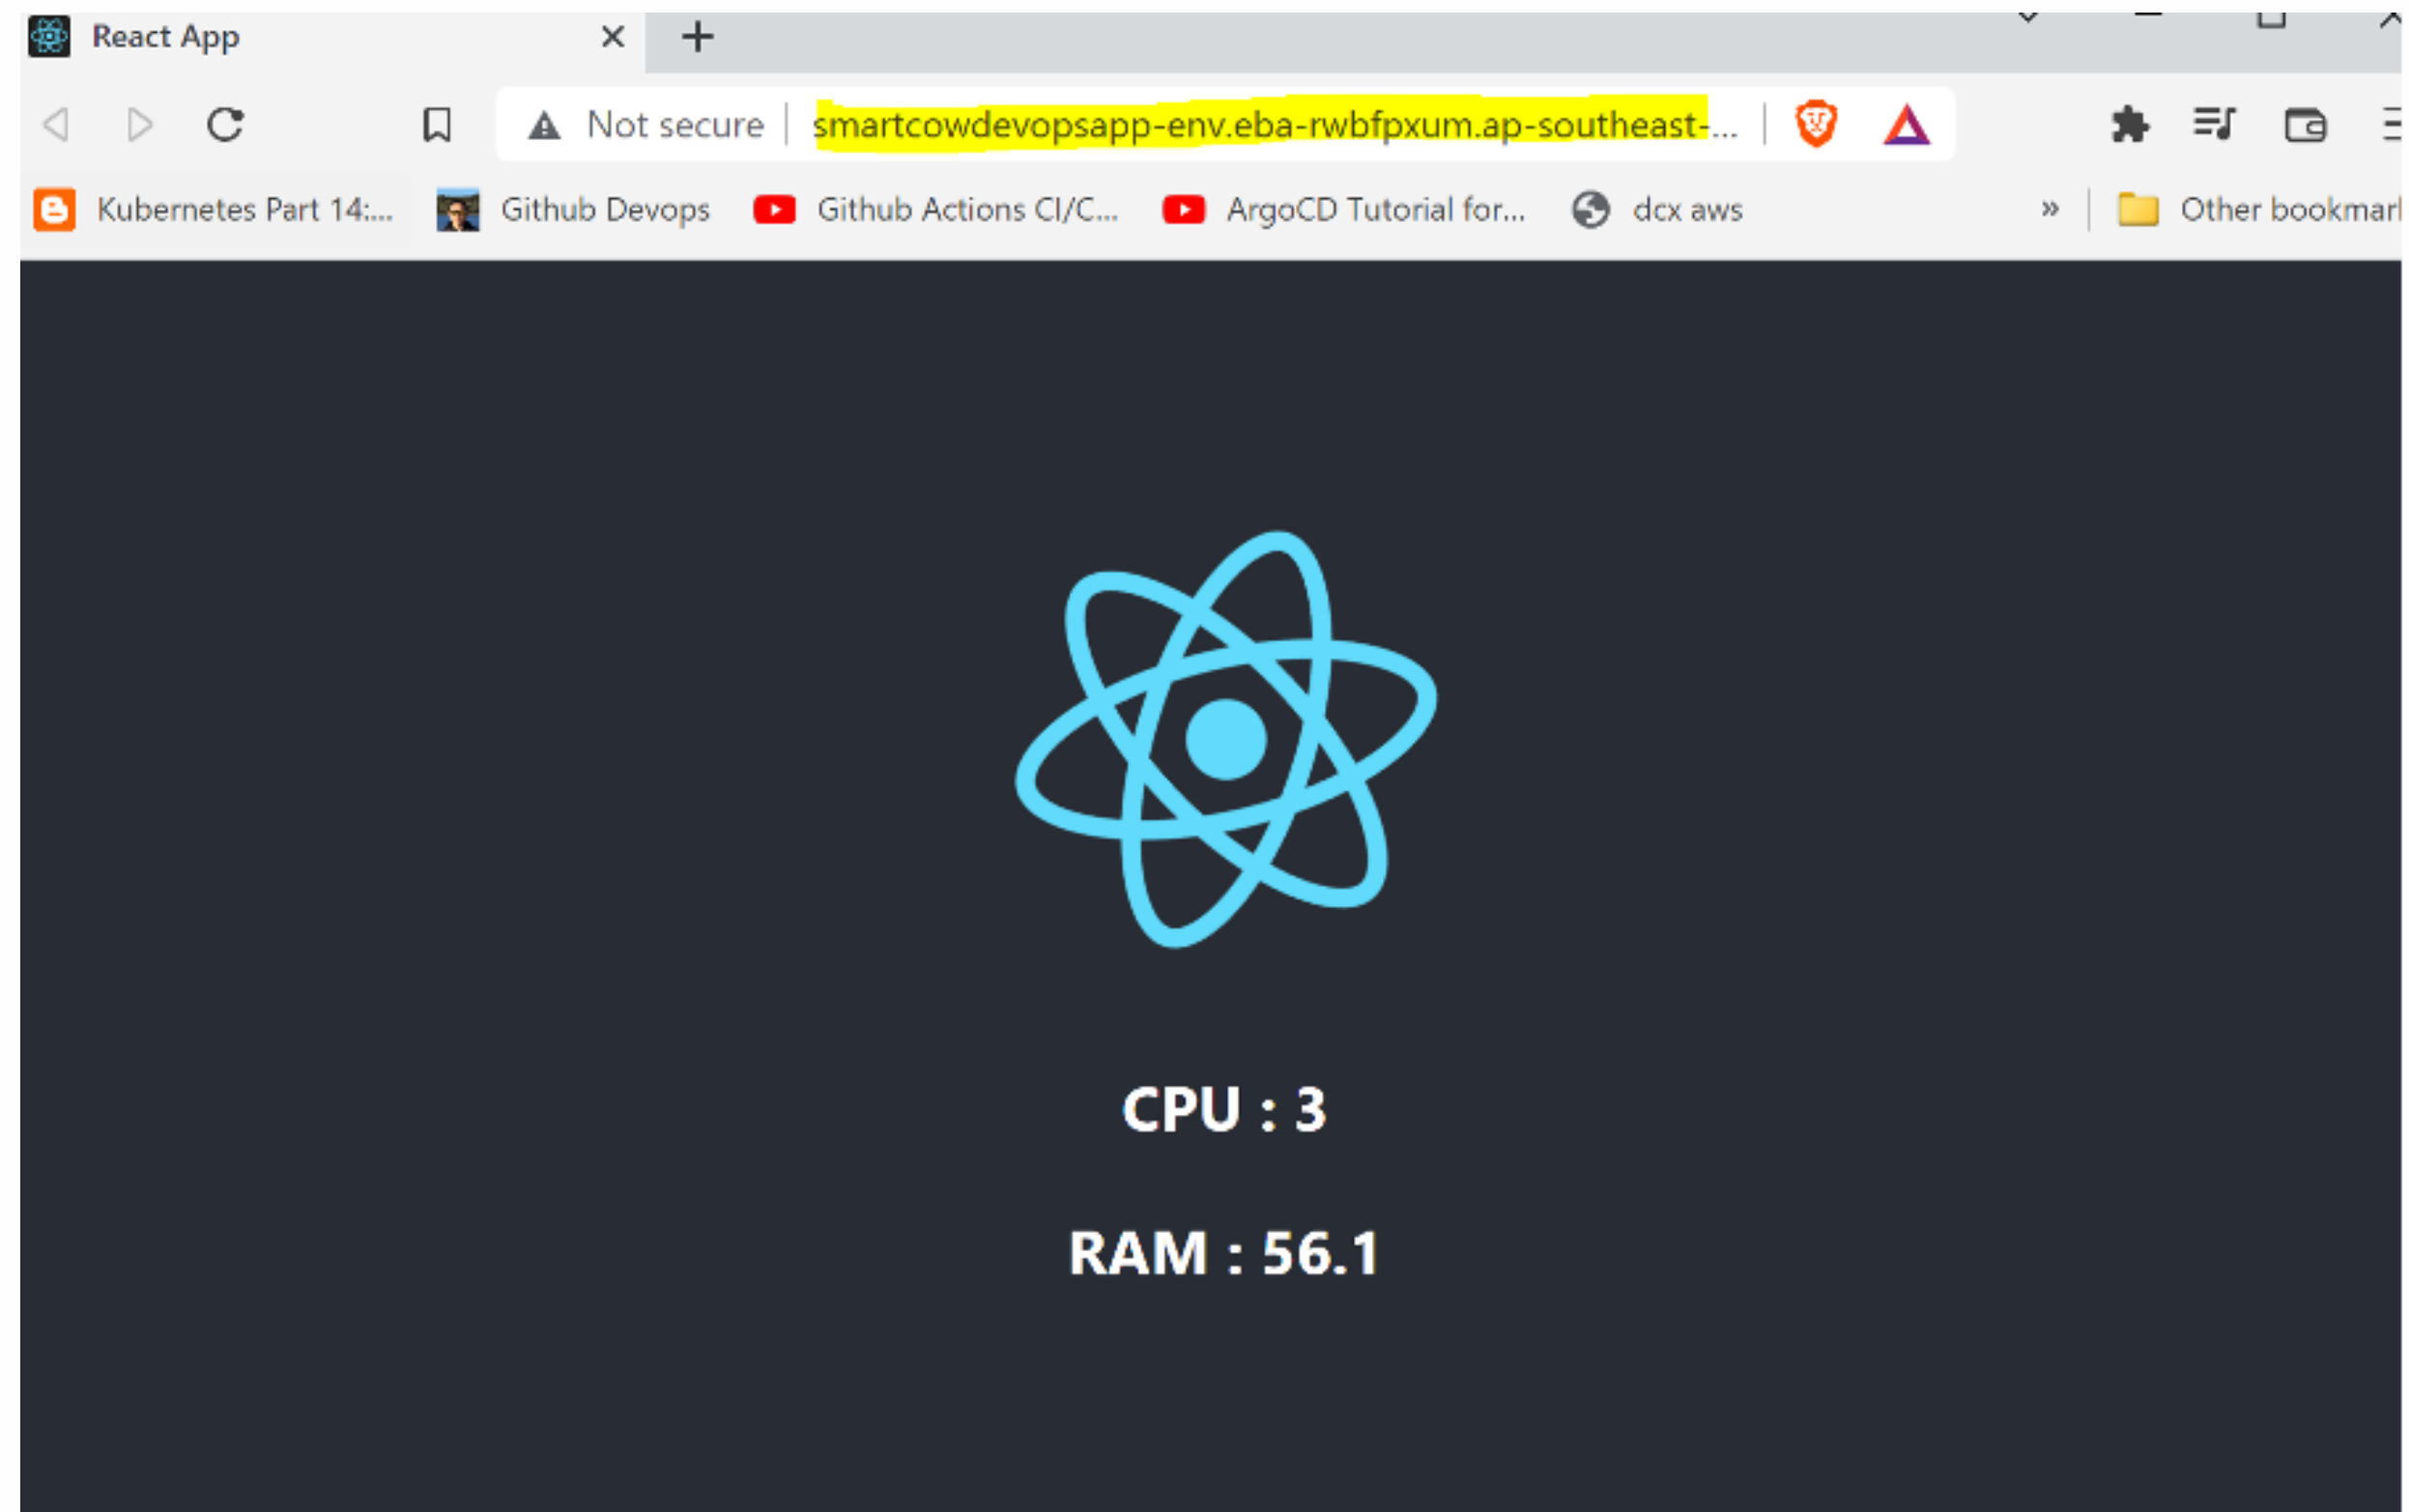 React App
Not secure smartcowdevopsapp-env.eba-rwbfpxum.ap-southeast-...
Kubernetes Part 14:... Github Devops Github Actions CI/C... ArgoCD Tutorial for... dcx aws » Other bookmar
CPU : 3
RAM : 56.1